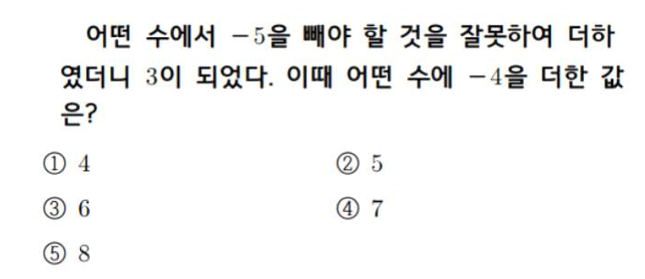 어떤 수에서 −5을 빼야 할 것을 잘못하여 더하
였더니 3이 되었다. 이때 어떤 수에 −4을 더한 값
은?
① 4 ② 5
③ 6 ④ 7
⑤ 8